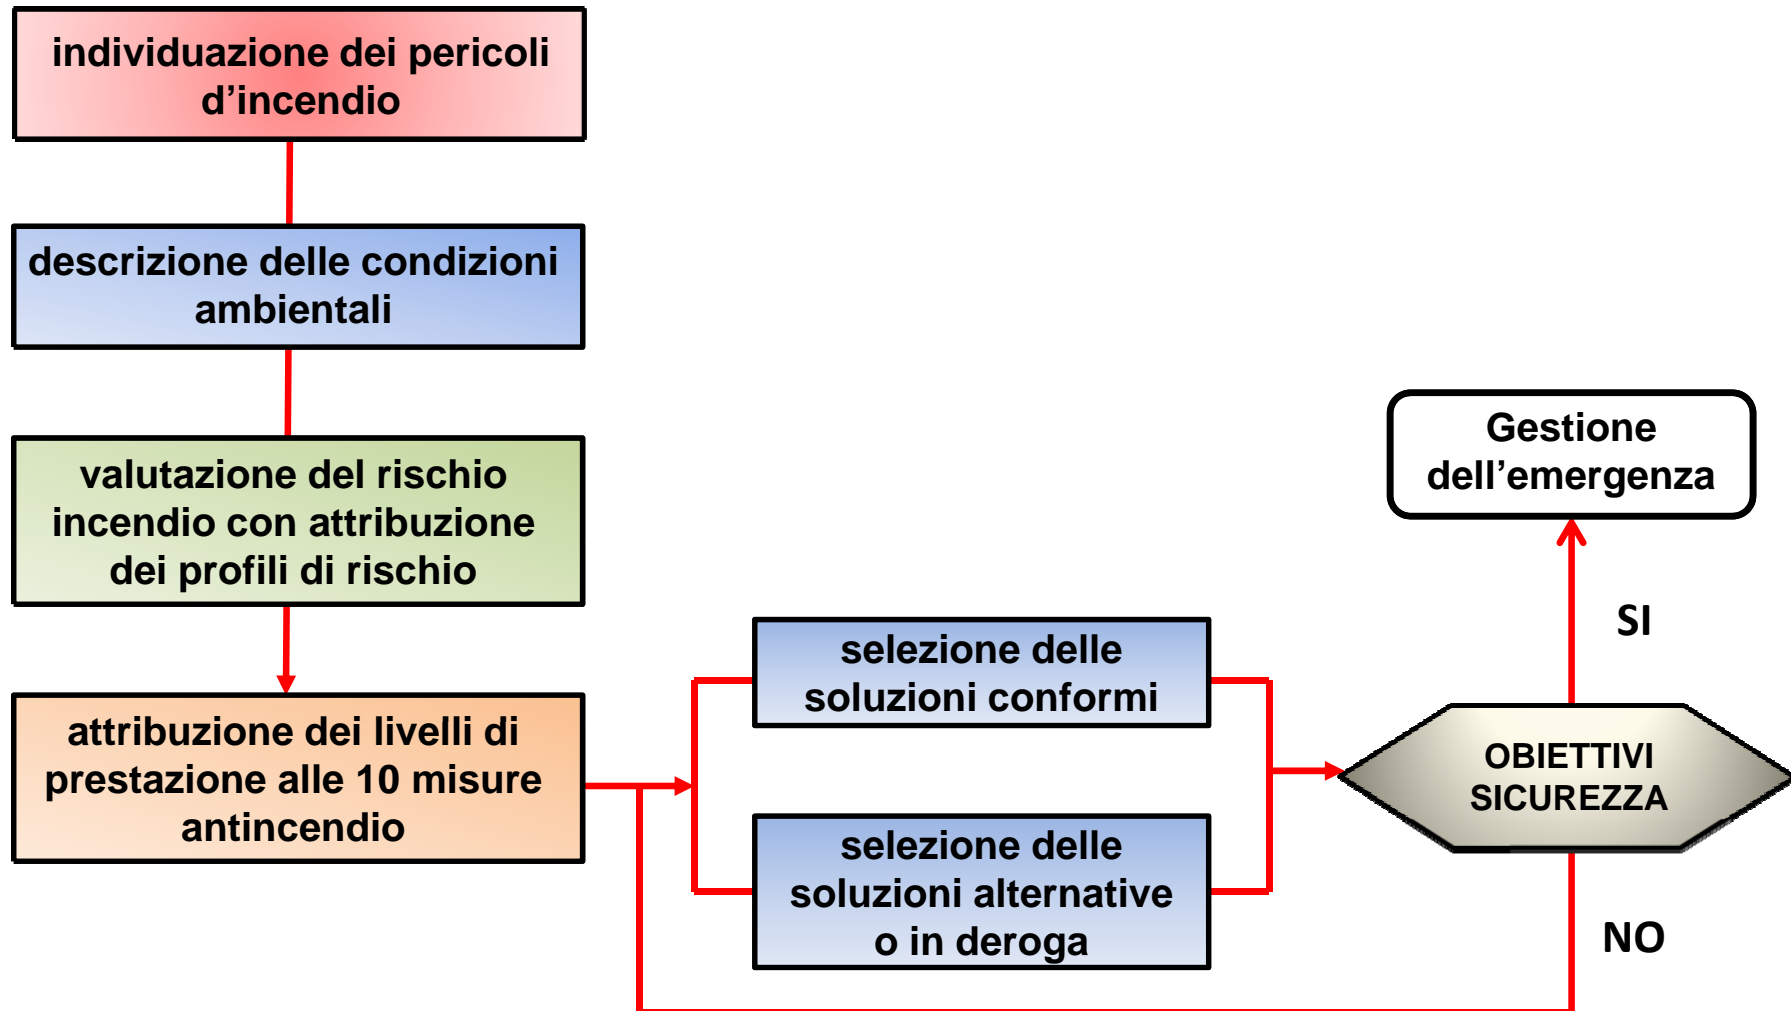 individuazione dei pericoli
d’incendio
descrizione delle condizioni
ambientali
valutazione del rischio
incendio con attribuzione
dei profili di rischio
attribuzione dei livelli di
prestazione alle 10 misure
antincendio
selezione delle
soluzioni conformi
selezione delle
soluzioni alternative
o in deroga
Gestione
dell’emergenza
SI
OBIETTIVI
SICUREZZA
NO